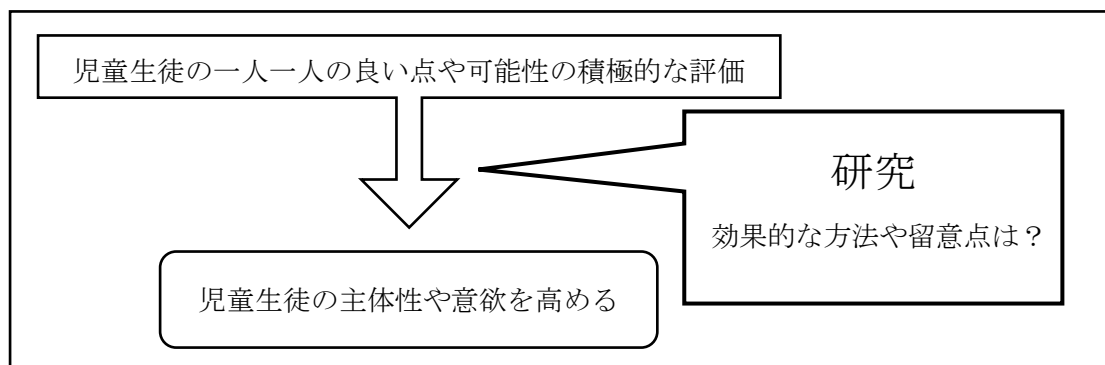 児童生徒の一人一人の良い点や可能性の積極的な評価
研究
効果的な方法や留意点は？
児童生徒の主体性や意欲を高める